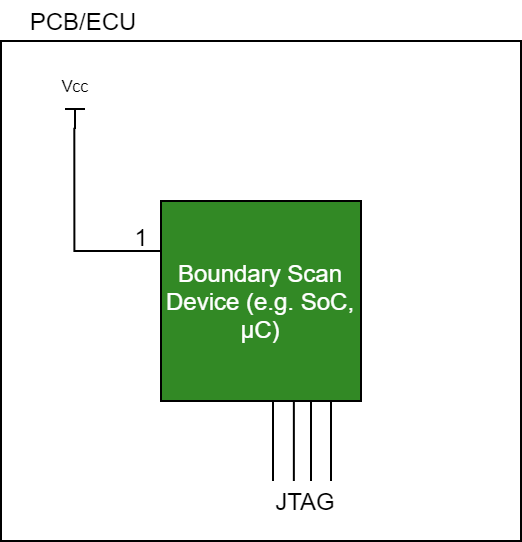 PCB/ECU
Vcc
1
Boundary Scan
Device (e.g. SoC,
µC)
JTAG